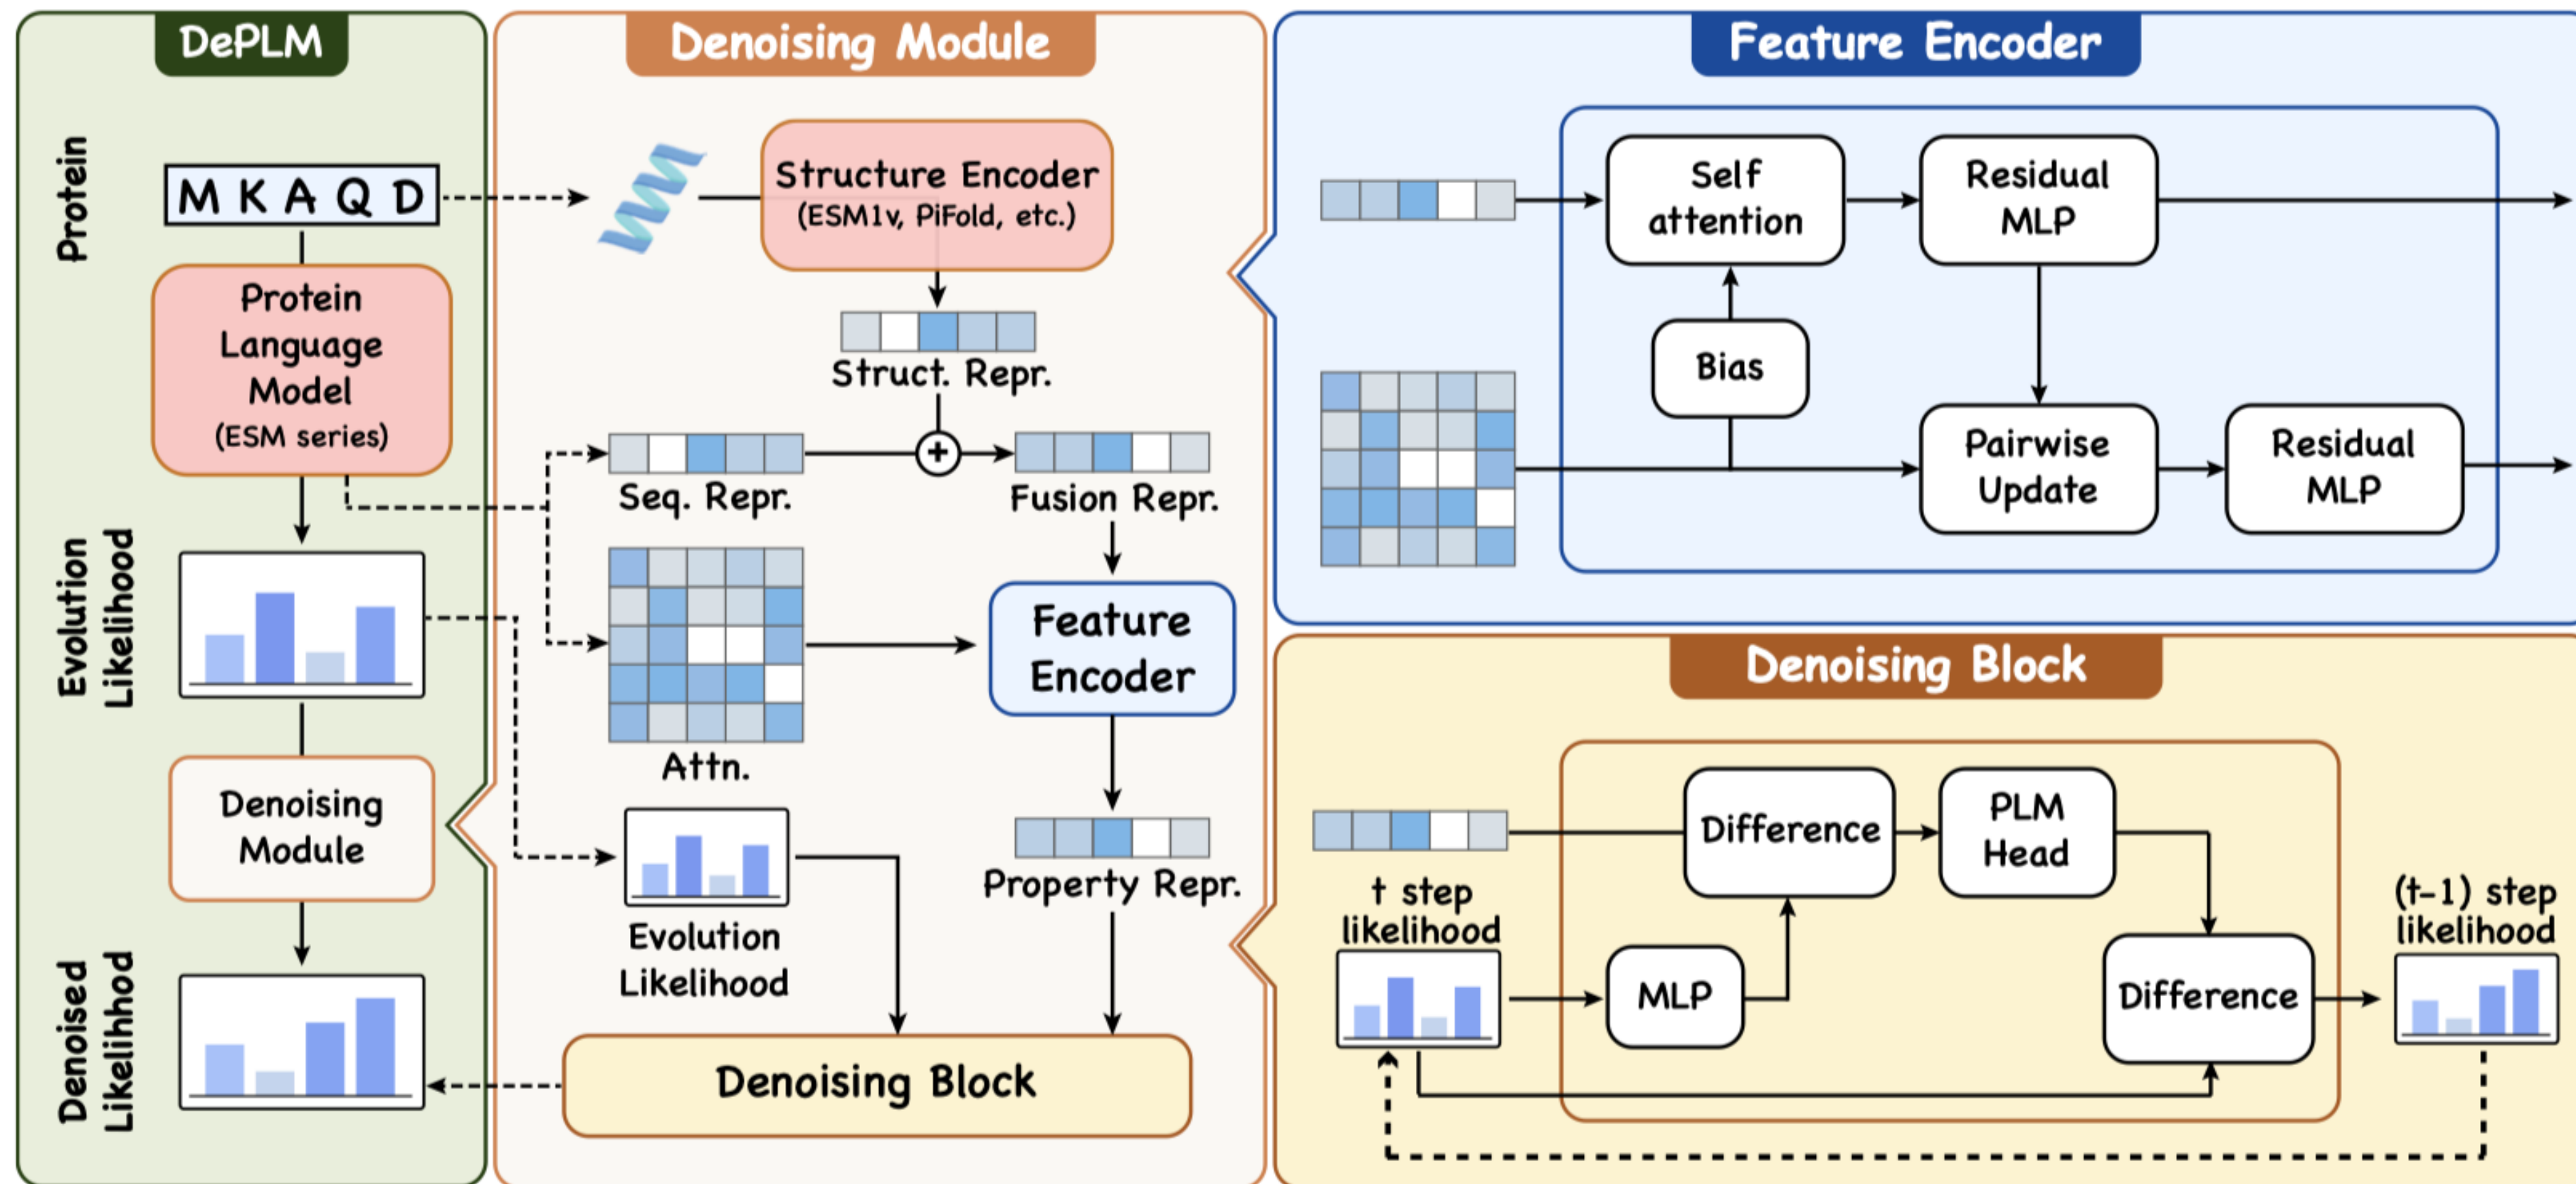 DePLM
Protein
M K A Q D
Protein
Language
Model
(ESM series)
Evolution
Likelihood
Denoising
Module
Denoised
Likelihhod
Denoising Module
Structure Encoder
(ESM1v, PiFold, etc.)
Struct. Repr.
+
Seq. Repr.
Fusion Repr.
Attn.
Feature
Encoder
Evolution
Likelihood
Property Repr.
Denoising Block
Feature Encoder
Self
attention
Residual
MLP
Bias
Pairwise
Update
Residual
MLP
Denoising Block
Difference
PLM
Head
t step
likelihood
MLP
Difference
(t-1) step
likelihood